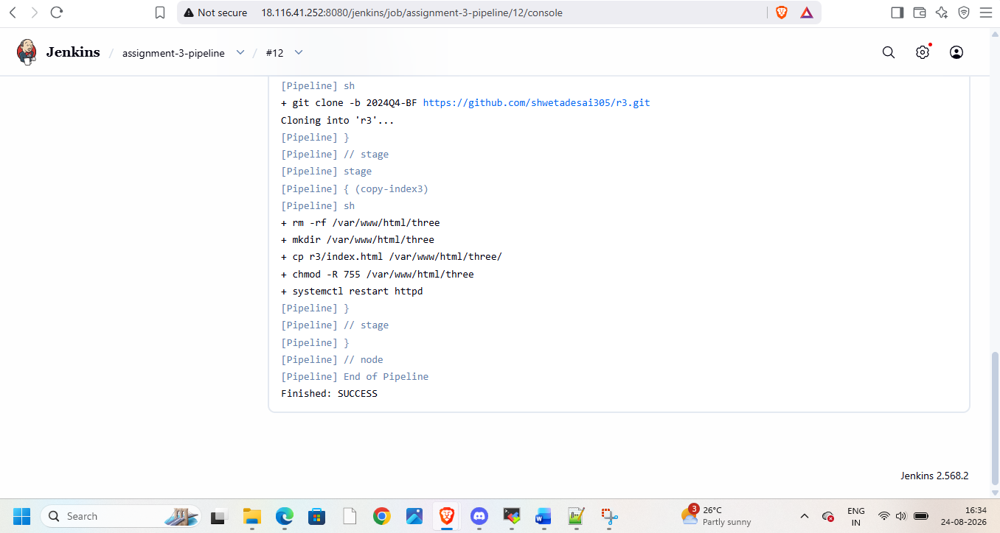 Not secure 18.116.41.252:8080/jenkins/job/assignment-3-pipeline/12/console
Jenkins / assignment-3-pipeline / #12
[Pipeline] sh
+ git clone -b 2024Q4-BF https://github.com/shwetadesai305/r3.git
Cloning into 'r3'...
[Pipeline] }
[Pipeline] // stage
[Pipeline] stage
[Pipeline] { (copy-index3)
[Pipeline] sh
+ rm -rf /var/www/html/three
+ mkdir /var/www/html/three
+ cp r3/index.html /var/www/html/three/
+ chmod -R 755 /var/www/html/three
+ systemctl restart httpd
[Pipeline] }
[Pipeline] // stage
[Pipeline] }
[Pipeline] // node
[Pipeline] End of Pipeline
Finished: SUCCESS
Jenkins 2.568.2
Search
3
26°C
Partly sunny
ENG
IN
16:34
24-08-2026